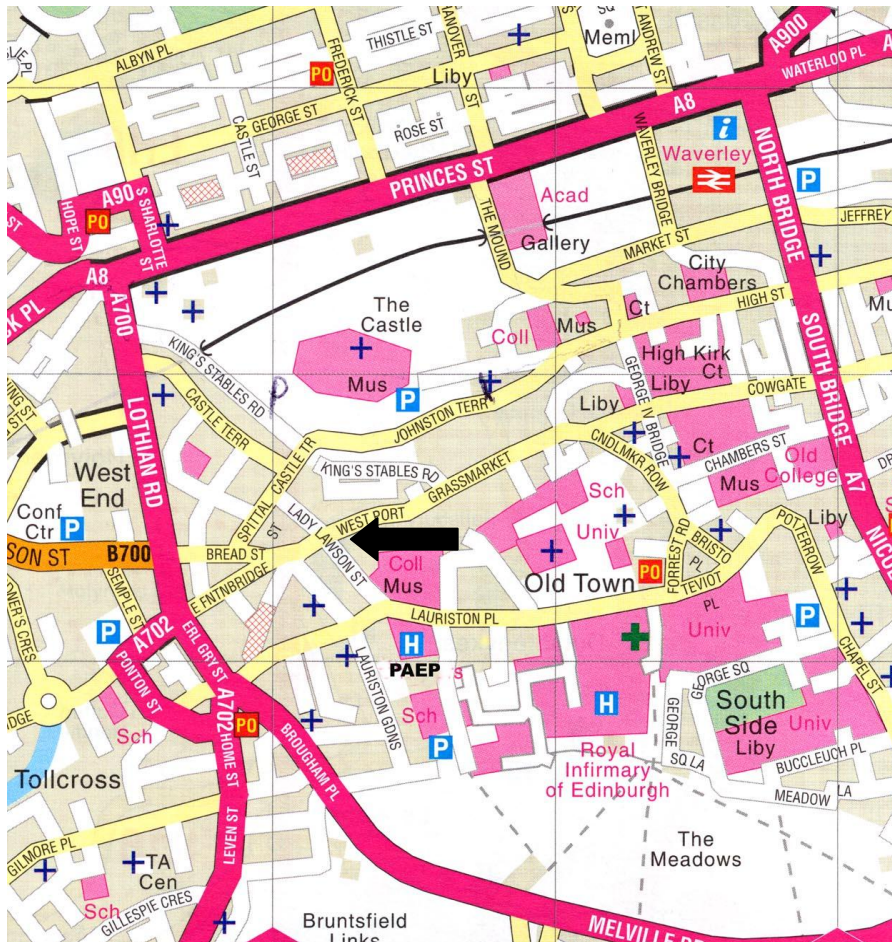 A900
THISTLE ST
Meml
ALBYN PL
FREDERICK ST
PO
Liby
WATERLOO PL
A8
GEORGE ST
CASTLE ST
ROSE ST
WAVERLEY BRIDGE
i
Waverley
PRINCES ST
NORTH BRIDGE
P
A90
HOPE ST
PO
S SHARLOTTE
ST
Acad
Gallery
THE MOUND
MARKET ST
JEFFREY
A8
A700
City
Chambers
HIGH ST
The
Castle
Mus
P
Coll
Mus
Ct
High Kirk
Ct
Liby
KING'S STABLES RD
SOUTH BRIDGE
COWGATE
LOTHIAN RD
CASTLE TERR
JOHNSTON TERR
Liby
GEORGE IV BRIDGE
CNDLMKR ROW
Ct
CHAMBERS ST
Old
College
Mus
A7
West
End
CASTLE TR
KING'S STABLES RD
GRASSMARKET
WEST PORT
Sch
Univ
Conf
Ctr
P
SPITTAL
ST
LADY
LAWSON ST
Liby
POTTERROW
SON ST
B700
BREAD ST
E FNTNBRIDGE
SEMPLE ST
Coll
Mus
Old Town
PO
FORREST RD
BRISTO
PL
TEVIOT
PL
LAURISTON PL
P
A702
ERL GRY ST
H
PAEP
Univ
P
CHAPEL ST
PONTON ST
LAURISTON GDNS
GEORGE SQ
South
Side
Liby
Univ
Sch
A702
PO
HOME ST
BROUGHAM PL
Sch
P
H
Royal
Infirmary
of Edinburgh
GEORGE
SQ LA
BUCCLEUCH PL
MEADOW LA
Tollcross
LEVEN ST
The
Meadows
GILMORE PL
TA
Cen
Sch
GILLESPIE CRES
Bruntsfield
Links
MELVILLE